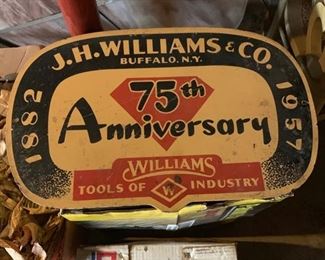 J.H. WILLIAMS & CO.
BUFFALO. N.Y.
1882
1957
75th
Anniversary
WILLIAMS
TOOLS OF W INDUSTRY